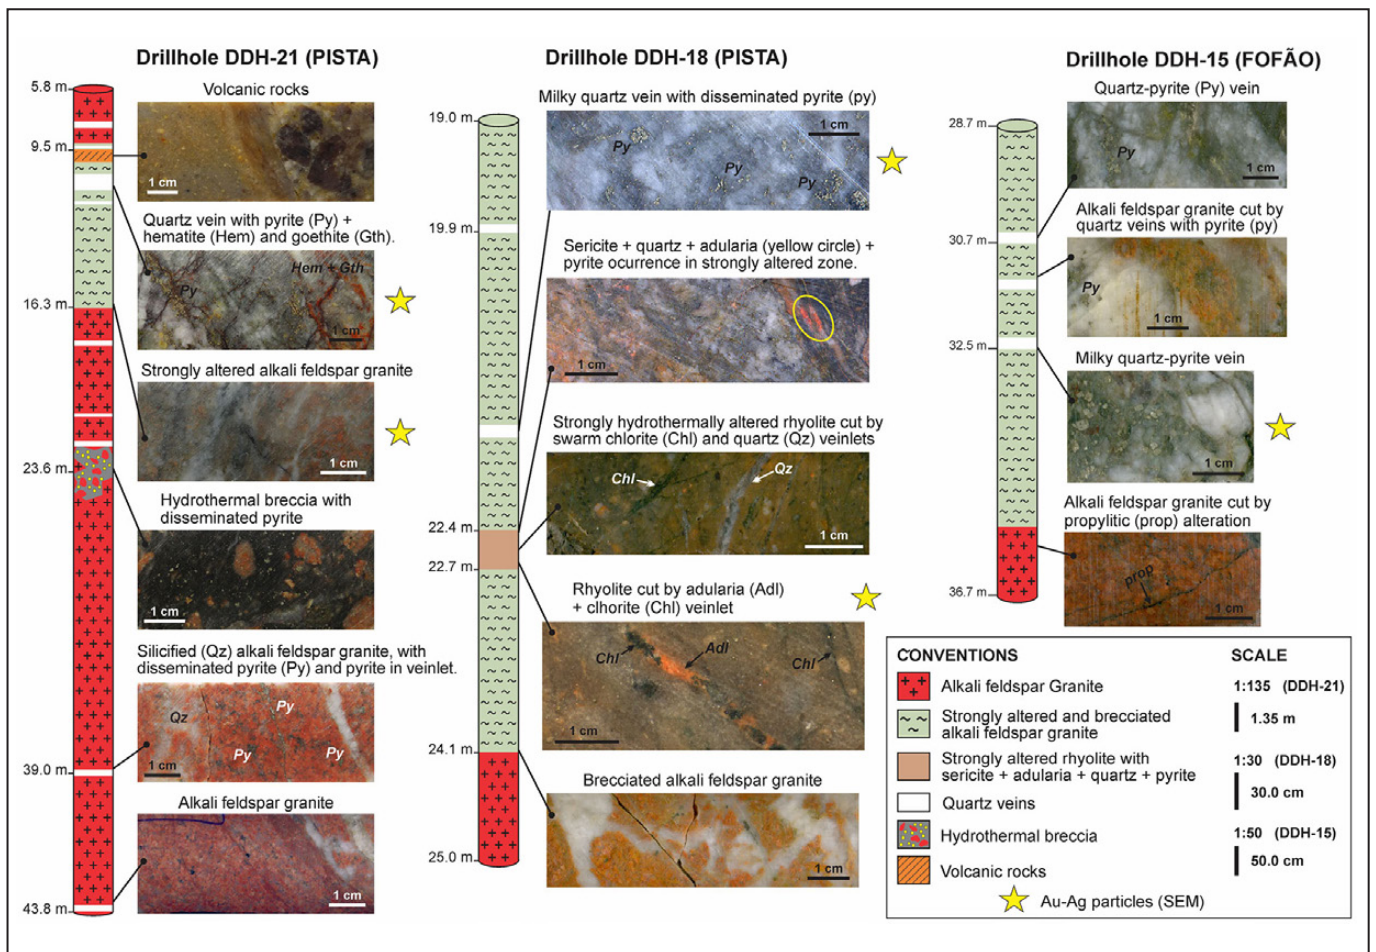 Drillhole DDH-21 (PISTA)
5.8 m
Volcanic rocks
9.5 m
1 cm
Quartz vein with pyrite (Py) +
hematite (Hem) and goethite (Gth).
Hem + Gth
Py
16.3 m
1 cm
Strongly altered alkali feldspar granite
1 cm
23.6 m
Hydrothermal breccia with
disseminated pyrite
1 cm
Silicified (Qz) alkali feldspar granite, with
disseminated pyrite (Py) and pyrite in veinlet.
Qz
Py
Py
Py
1 cm
39.0 m
Alkali feldspar granite
1 cm
43.8 m
Drillhole DDH-18 (PISTA)
Milky quartz vein with disseminated pyrite (py)
19.0 m
1 cm
Py
Py
Py
19.9 m
Sericite + quartz + adularia (yellow circle) +
pyrite ocurrence in strongly altered zone.
1 cm
Strongly hydrothermally altered rhyolite cut by
swarm chlorite (Chl) and quartz (Qz) veinlets
Chl
Qz
1 cm
22.4 m
22.7 m
Rhyolite cut by adularia (Adl)
+ clhorite (Chl) veinlet
Chl
Adl
Chl
1 cm
24.1 m
Brecciated alkali feldspar granite
1 cm
25.0 m
Drillhole DDH-15 (FOFÃO)
Quartz-pyrite (Py) vein
28.7 m
Py
1 cm
Alkali feldspar granite cut by
quartz veins with pyrite (py)
30.7 m
Py
1 cm
32.5 m
Milky quartz-pyrite vein
1 cm
Alkali feldspar granite cut by
propylitic (prop) alteration
prop
1 cm
36.7 m
CONVENTIONS
Alkali feldspar Granite
Strongly altered and brecciated
alkali feldspar granite
Strongly altered rhyolite with
sericite + adularia + quartz + pyrite
Quartz veins
Hydrothermal breccia
Volcanic rocks
SCALE
1:135 (DDH-21)
1.35 m
1:30 (DDH-18)
30.0 cm
1:50 (DDH-15)
50.0 cm
Au-Ag particles (SEM)